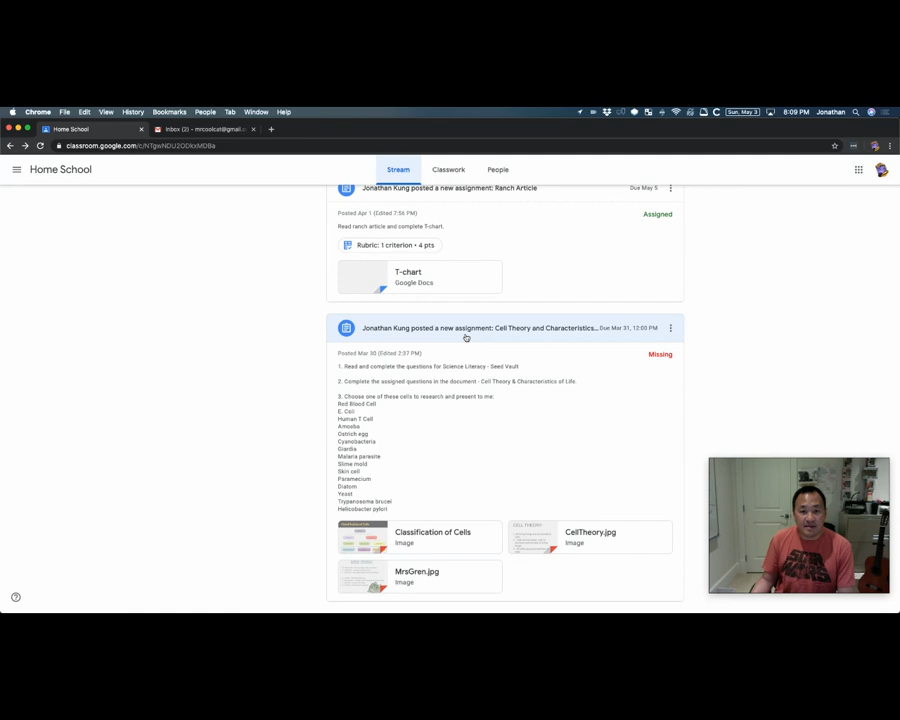 Chrome File Edit View History Bookmarks People Tab Window Help Sun, May 3 8:09 PM Jonathan
Home School Inbox (2) - mrcoolcat@gmail.
classroom.google.com/c/NTgwNDU2ODkxMDBa
Home School Stream Classwork People
Jonathan Kung posted a new assignment: Ranch Article Due May 5
Posted Apr 1 (Edited 7:56 PM) Assigned
Read ranch article and complete T-chart.
Rubric: 1 criterion • 4 pts
T-chart
Google Docs
Jonathan Kung posted a new assignment: Cell Theory and Characteristics... Due Mar 31, 12:00 PM
Posted Mar 30 (Edited 2:37 PM) Missing
1. Read and complete the questions for Science Literacy - Seed Vault
2. Complete the assigned questions in the document - Cell Theory & Characteristics of Life.
3. Choose one of these cells to research and present to me:
Red Blood Cell
E. Coli
Human T Cell
Amoeba
Ostrich egg
Cyanobacteria
Giardia
Malaria parasite
Slime mold
Skin cell
Paramecium
Diatom
Yeast
Trypanosoma brucei
Helicobacter pylori
Classification of Cells
Image
CELL THEORY
CellTheory.jpg
Image
MrsGren.jpg
Image